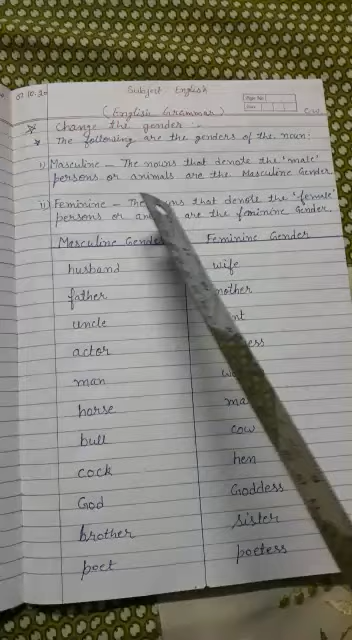 07.10.20
Subject English
Page No.
Date
(English Grammar)
C.W
Change the gender :-
The following are the genders of the noun:
i) Masculine - The nouns that denote the 'male'
persons or animals are the Masculine Gender
ii) Feminine - The nouns that denote the 'female'
persons or are the feminine Gender.
Masculine Gender Feminine Gender
husband wife
father mother
uncle
actor
man
horse
bull cow
cock hen
God Goddess
brother sister
poet poetess